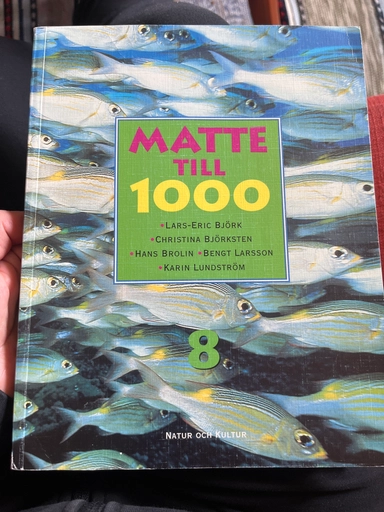 MATTE
TILL
1000
•LARS-ERIC BJÖRK
•CHRISTINA BJÖRKSTEN
•HANS BROLIN •BENGT LARSSON
•KARIN LUNDSTRÖM
8
NATUR OCH KULTUR